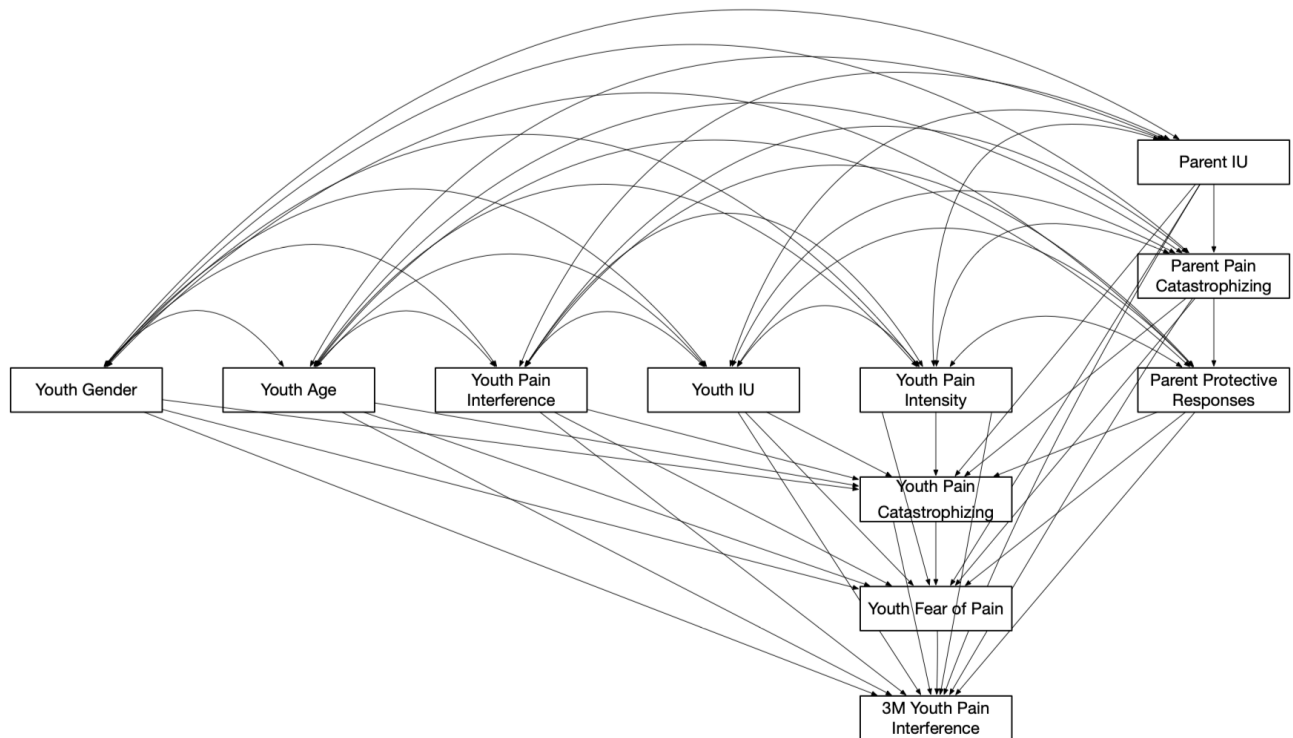 Parent IU
Parent Pain
Catastrophizing
Youth Gender
Youth Age
Youth Pain
Interference
Youth IU
Youth Pain
Intensity
Parent Protective
Responses
Youth Pain
Catastrophizing
Youth Fear of Pain
3M Youth Pain
Interference